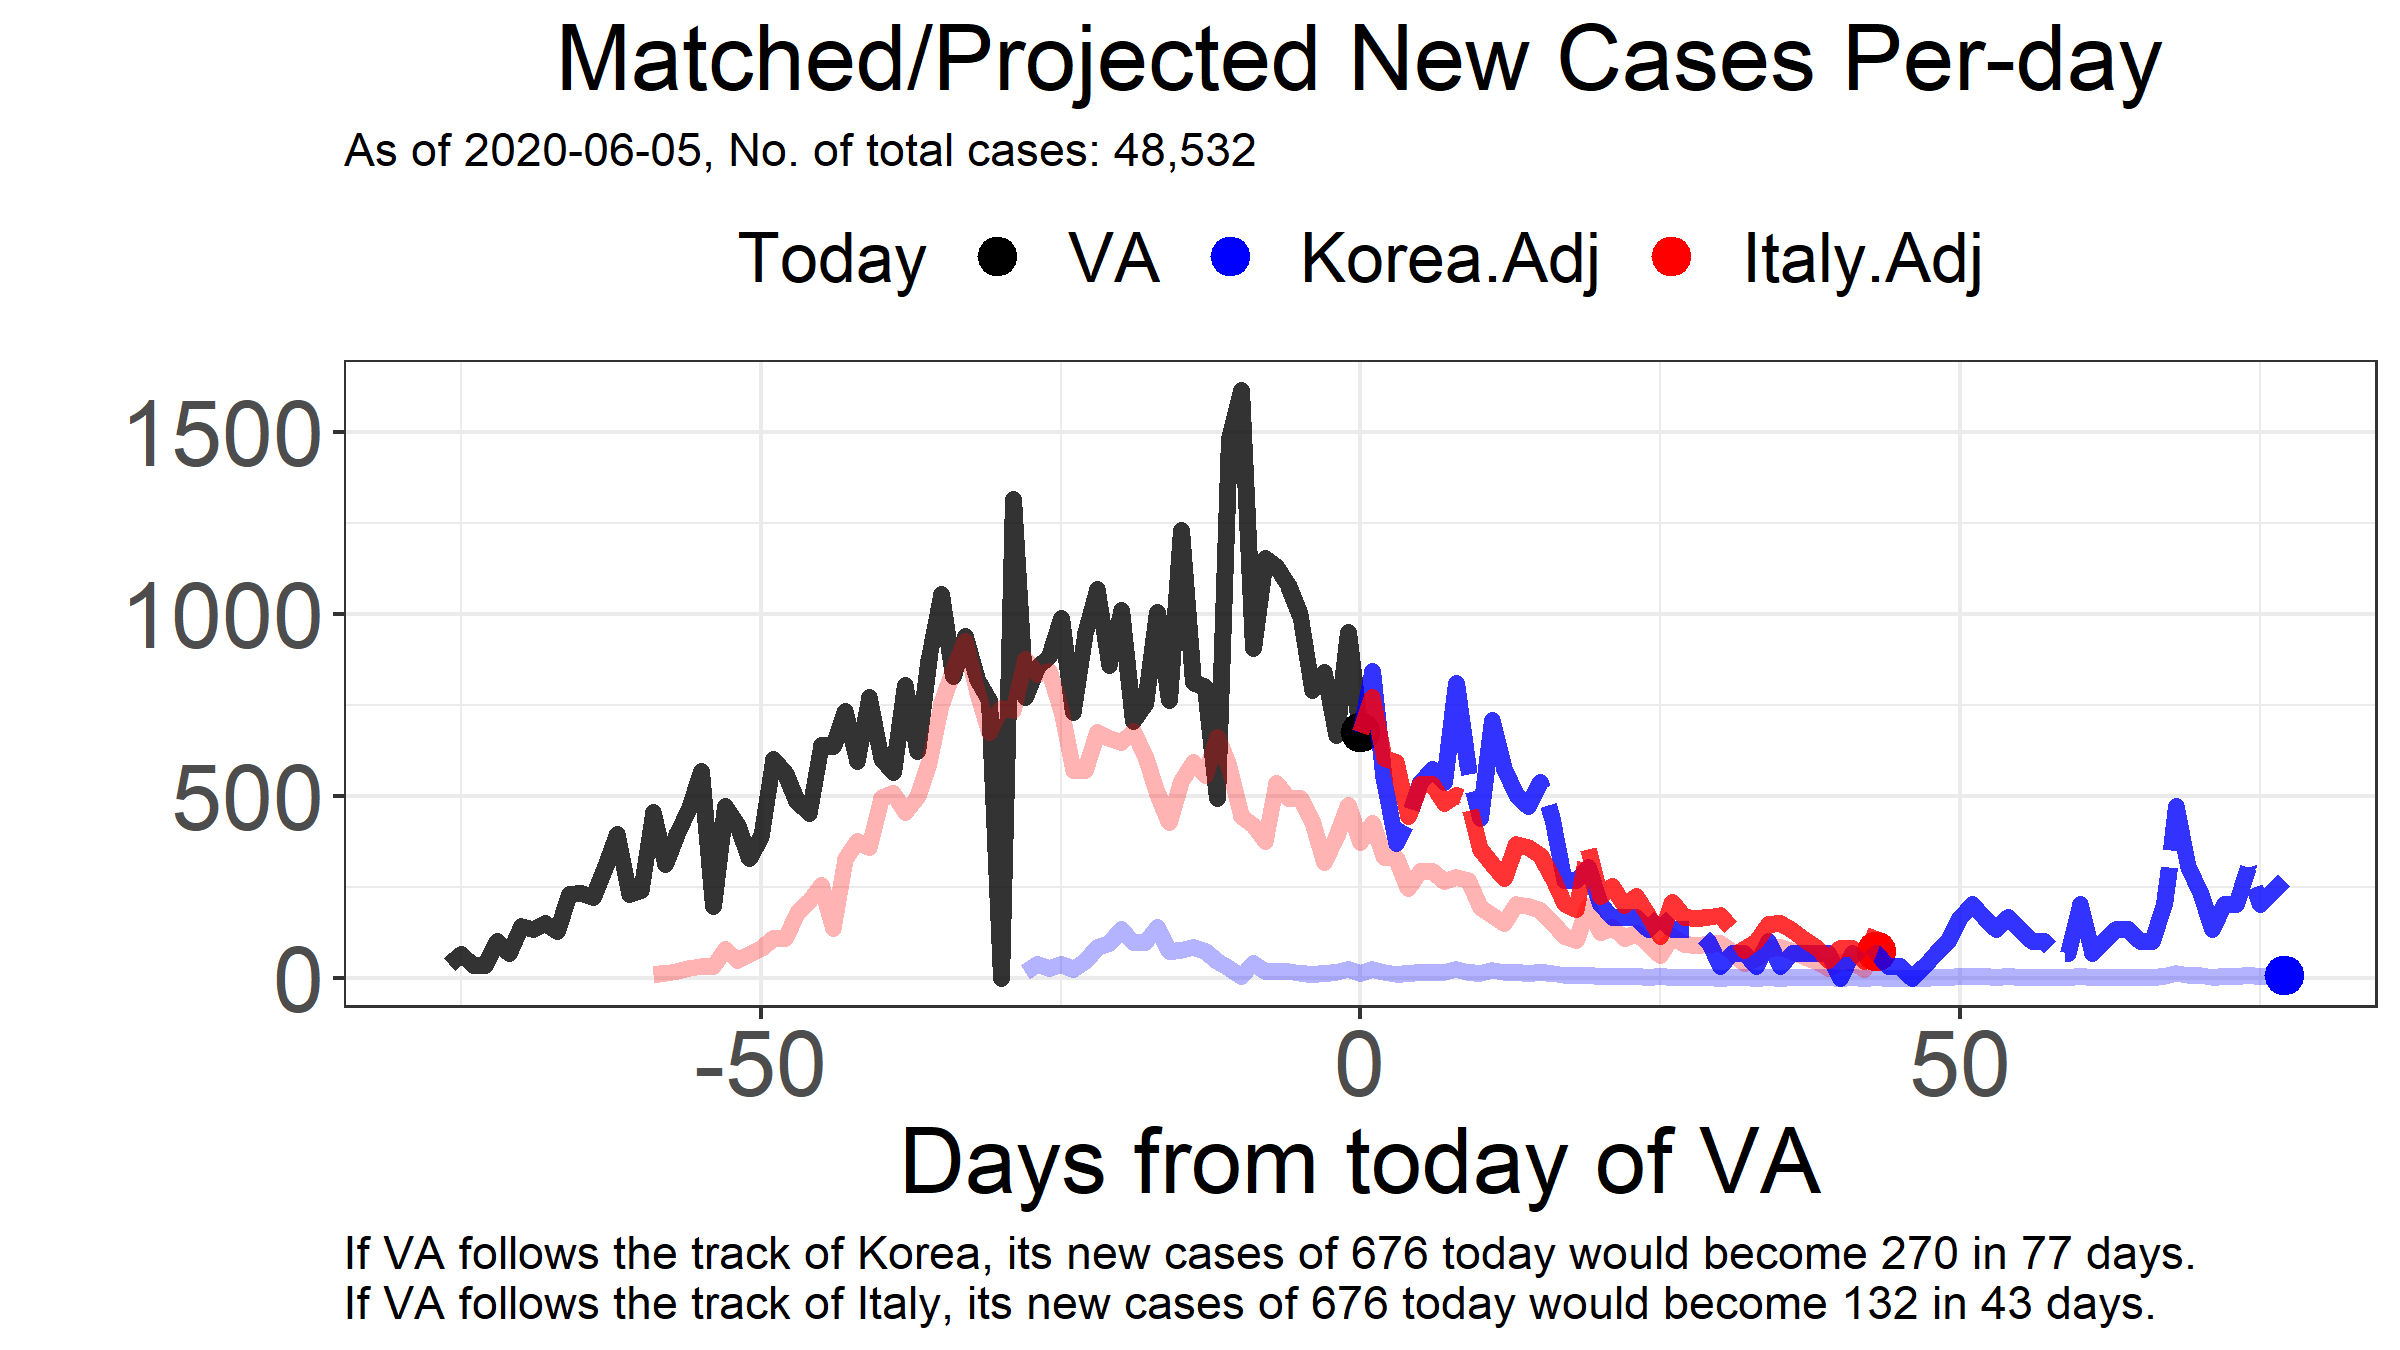 Matched/Projected New Cases Per-day
As of 2020-06-05, No. of total cases: 48,532
Today VA Korea.Adj Italy.Adj
1500
1000
500
0
-50 0 50
Days from today of VA
If VA follows the track of Korea, its new cases of 676 today would become 270 in 77 days.
If VA follows the track of Italy, its new cases of 676 today would become 132 in 43 days.